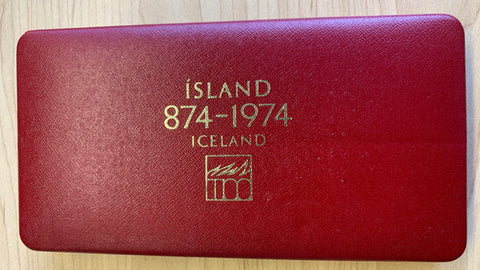 ÍSLAND
874-1974
ICELAND
1100